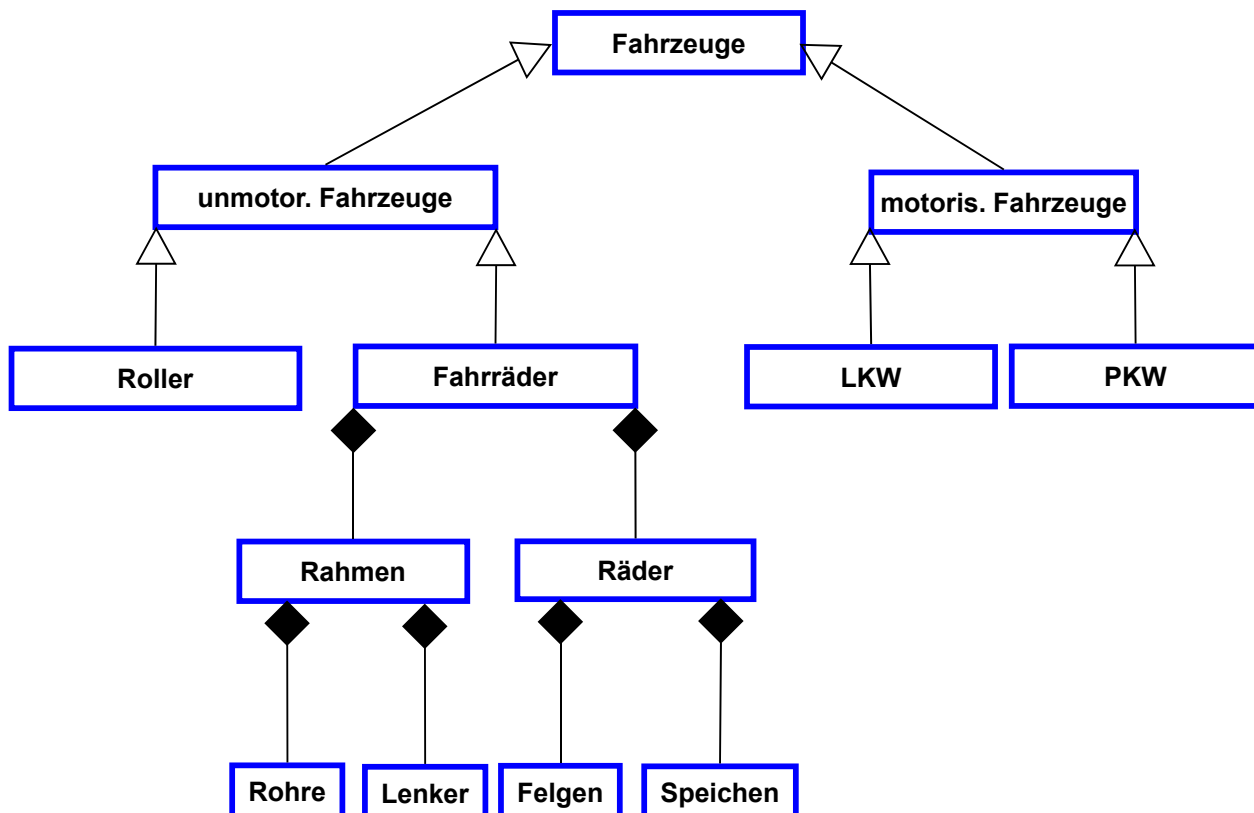 Fahrzeuge
unmotor. Fahrzeuge
motoris. Fahrzeuge
Roller
Fahrräder
LKW
PKW
Rahmen
Räder
Rohre
Lenker
Felgen
Speichen